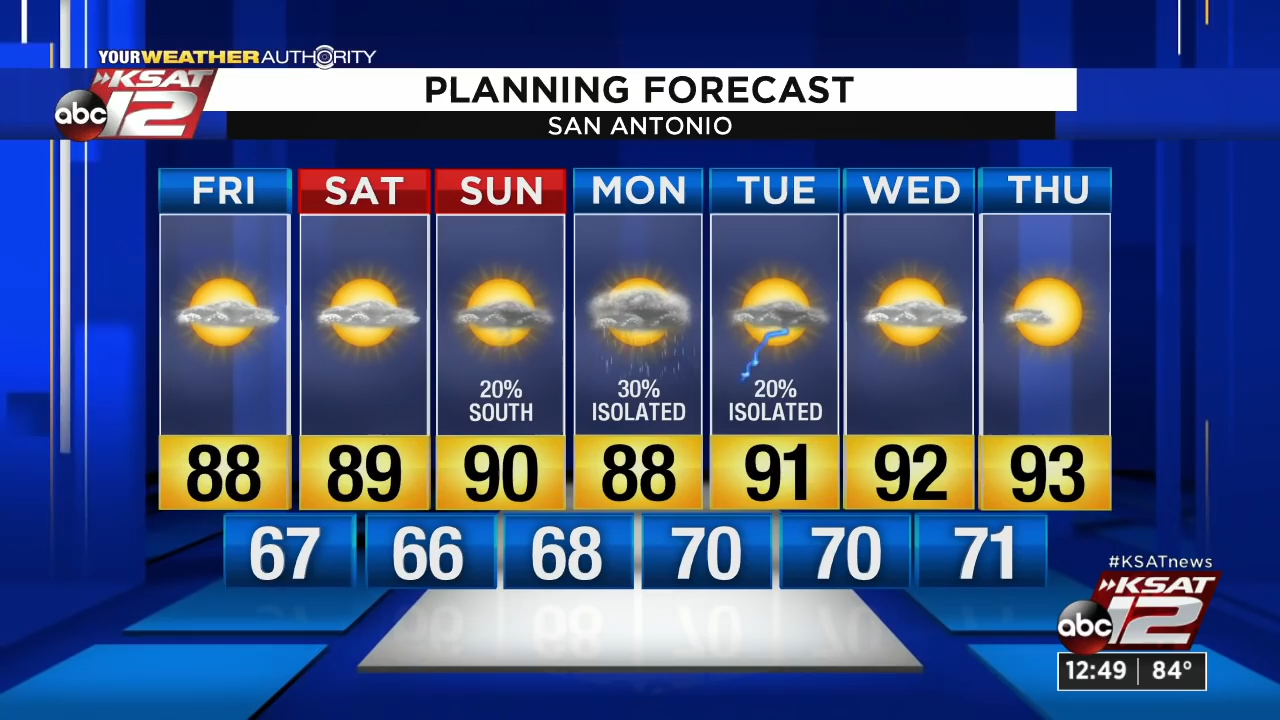 YOURWEATHERAUTHORITY
KSAT
abc 12
PLANNING FORECAST
SAN ANTONIO
FRI SAT SUN MON TUE WED THU
20% 30% 20%
SOUTH ISOLATED ISOLATED
88 89 90 88 91 92 93
67 66 68 70 70 71
#KSATnews
KSAT
abc 12
12:49 84°